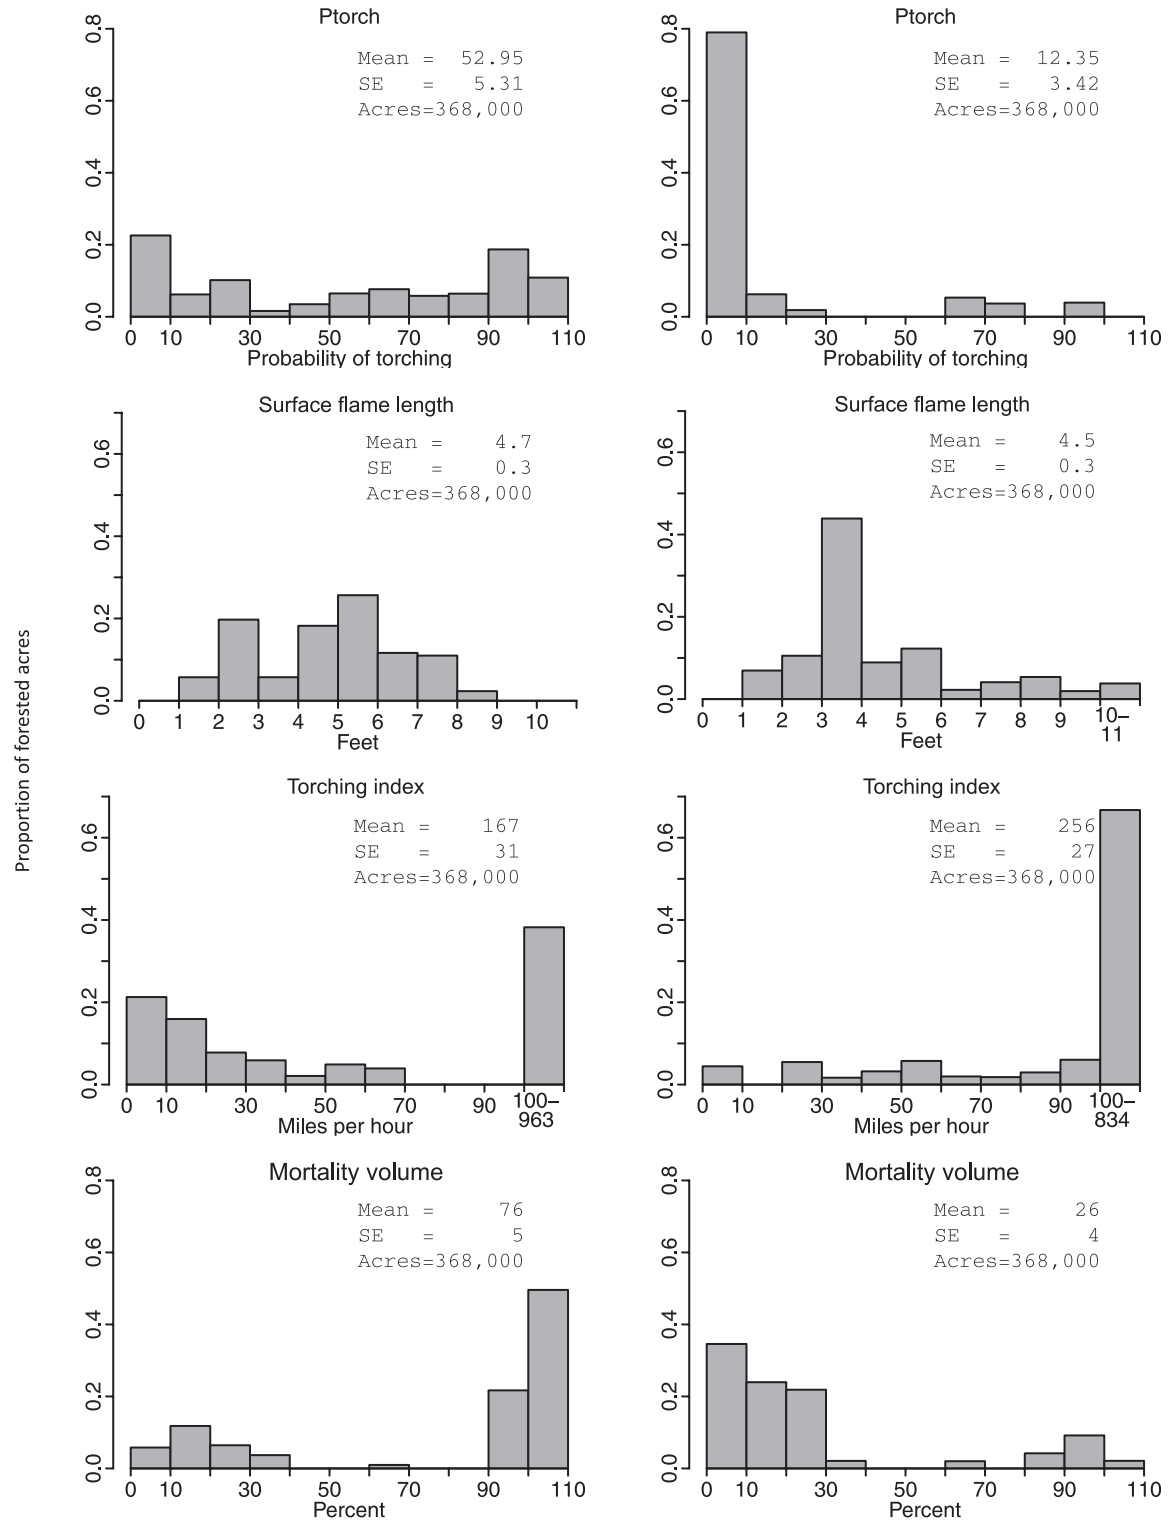 Proportion of forested acres
Ptorch
Mean = 52.95
SE = 5.31
Acres=368,000
0.8
0.6
0.4
0.2
0.0
0 10 30 50 70 90 110
Probability of torching
Ptorch
Mean = 12.35
SE = 3.42
Acres=368,000
0.8
0.6
0.4
0.2
0.0
0 10 30 50 70 90 110
Probability of torching
Surface flame length
Mean = 4.7
SE = 0.3
Acres=368,000
0.6
0.4
0.2
0.0
0 1 2 3 4 5 6 7 8 9 10
Feet
Surface flame length
Mean = 4.5
SE = 0.3
Acres=368,000
0.6
0.4
0.2
0.0
0 1 2 3 4 5 6 7 8 9 10–
11
Feet
Torching index
Mean = 167
SE = 31
Acres=368,000
0.6
0.4
0.2
0.0
0 10 30 50 70 90 100–
963
Miles per hour
Torching index
Mean = 256
SE = 27
Acres=368,000
0.6
0.4
0.2
0.0
0 10 30 50 70 90 100–
834
Miles per hour
Mortality volume
Mean = 76
SE = 5
Acres=368,000
0.8
0.6
0.4
0.2
0.0
0 10 30 50 70 90 110
Percent
Mortality volume
Mean = 26
SE = 4
Acres=368,000
0.8
0.6
0.4
0.2
0.0
0 10 30 50 70 90 110
Percent